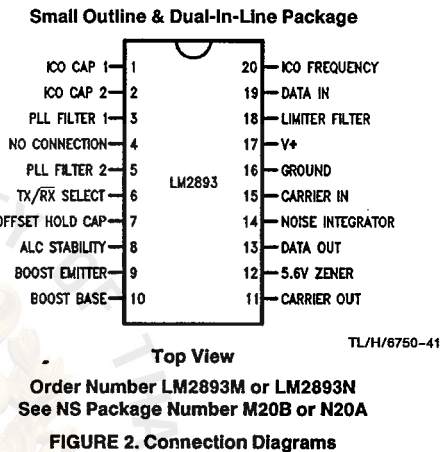 Small Outline & Dual-In-Line Package
ICO CAP 1 1 20 ICO FREQUENCY
ICO CAP 2 2 19 DATA IN
PLL FILTER 1 3 18 LIMITER FILTER
NO CONNECTION 4 17 V+
PLL FILTER 2 5 16 GROUND
LM2893
TX/RX SELECT 6 15 CARRIER IN
OFFSET HOLD CAP 7 14 NOISE INTEGRATOR
ALC STABILITY 8 13 DATA OUT
BOOST EMITTER 9 12 5.6V ZENER
BOOST BASE 10 11 CARRIER OUT
TL/H/6750-41
Top View
Order Number LM2893M or LM2893N
See NS Package Number M20B or N20A
FIGURE 2. Connection Diagrams